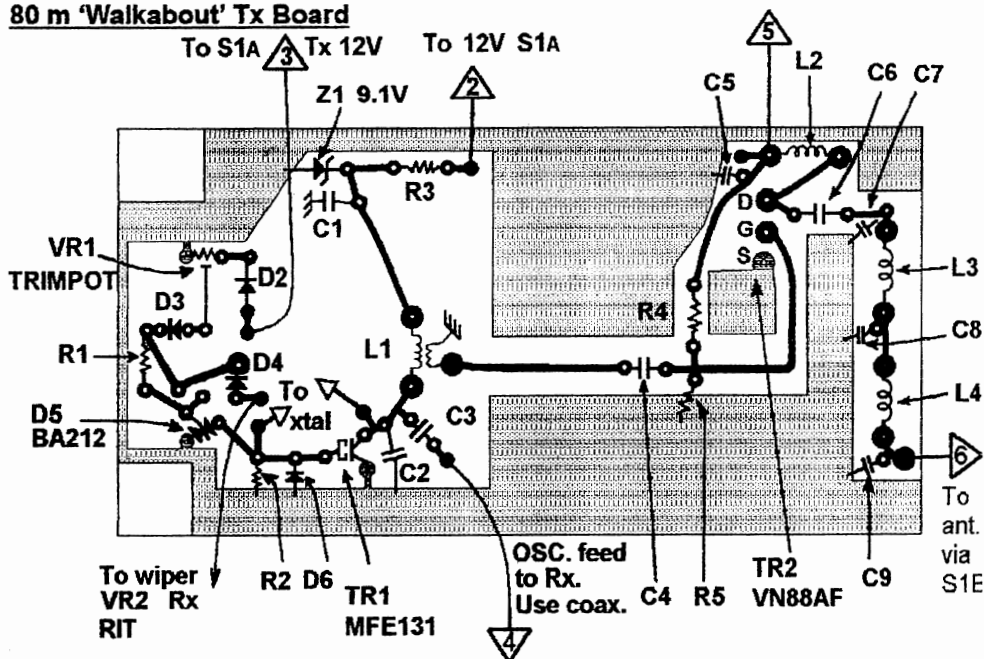 80 m ‘Walkabout’ Tx Board
To S1A
3
Tx 12V
To 12V S1A
2
5
L2
C5
C6
C7
Z1 9.1V
R3
C1
D
G
S
VR1
TRIMPOT
D2
D3
R4
L3
R1
L1
C8
D4
To
xtal
L4
D5
BA212
C3
C2
6
To
ant.
via
S1E
To wiper
VR2 Rx
RIT
R2
D6
TR1
MFE131
OSC. feed
to Rx.
Use coax.
C4
R5
TR2
VN88AF
C9
4